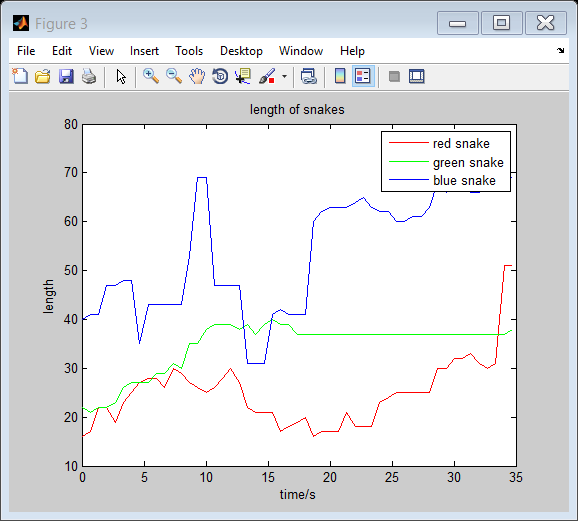 Figure 3
File Edit View Insert Tools Desktop Window Help
length of snakes
red snake
green snake
blue snake
80
70
60
50
40
30
20
10
length
0 5 10 15 20 25 30 35
time/s